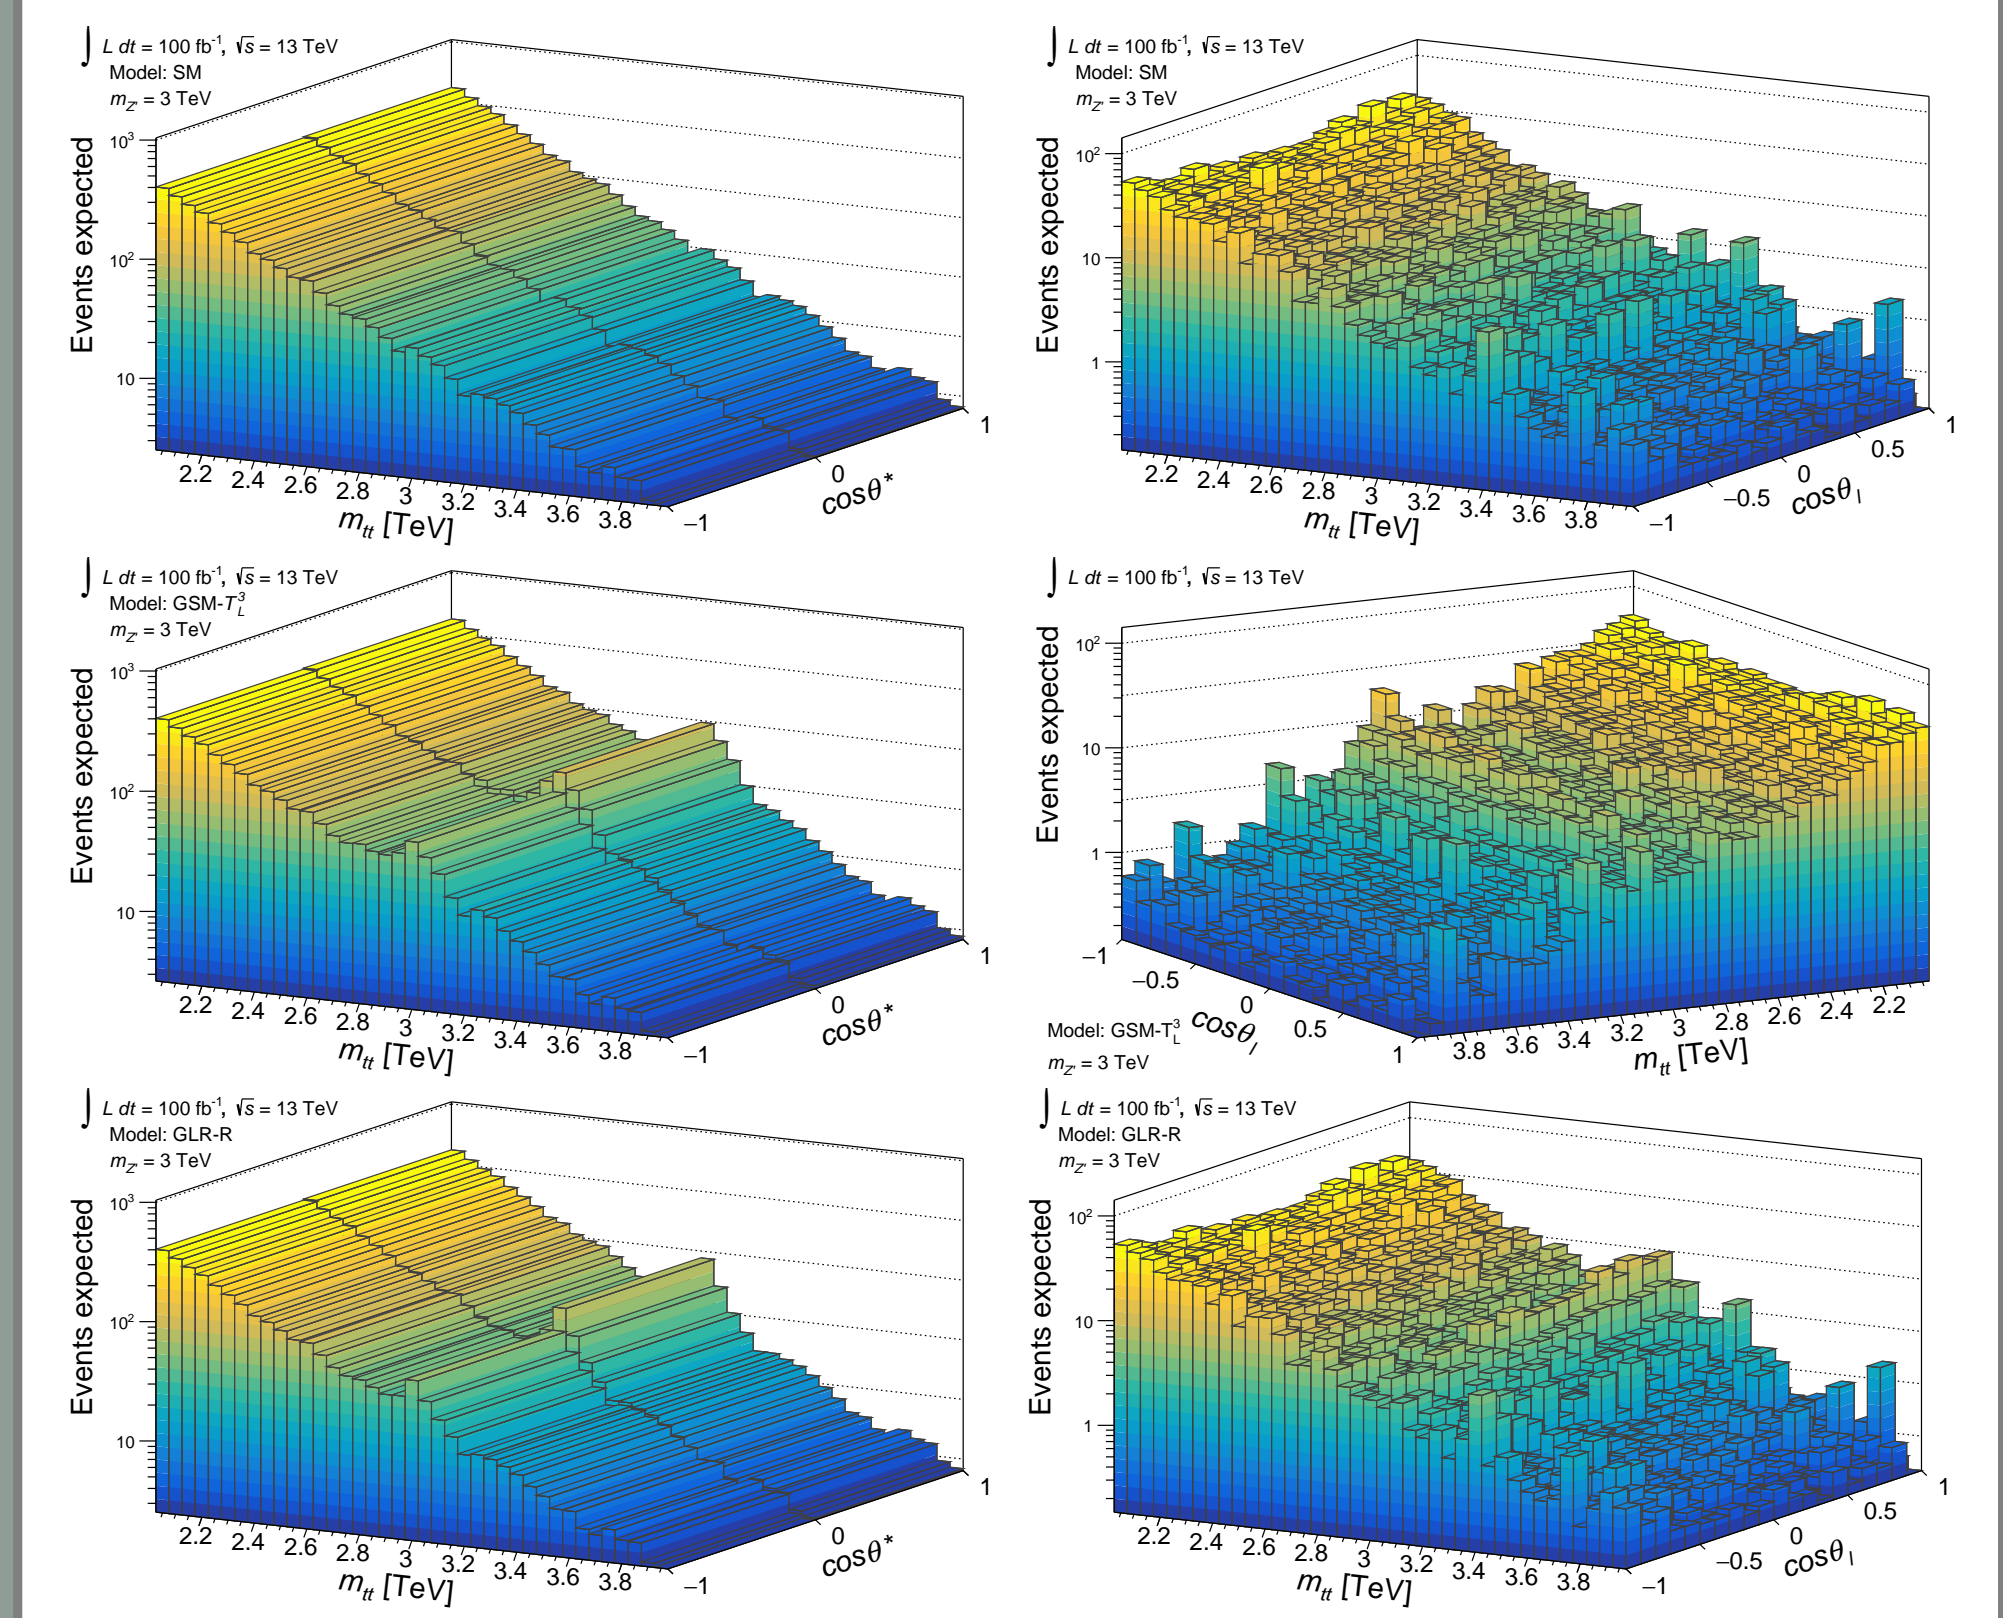 ∫ L dt = 100 fb⁻¹, √s = 13 TeV
Model: SM
m_Z' = 3 TeV
Events expected
10³
10²
10
2.2 2.4 2.6 2.8 3 3.2 3.4 3.6 3.8
m_tt [TeV]
−1 0 1
cosθ*
∫ L dt = 100 fb⁻¹, √s = 13 TeV
Model: SM
m_Z' = 3 TeV
Events expected
10²
10
1
2.2 2.4 2.6 2.8 3 3.2 3.4 3.6 3.8
m_tt [TeV]
−1 −0.5 0 0.5 1
cosθ_l
∫ L dt = 100 fb⁻¹, √s = 13 TeV
Model: GSM-T_L^3
m_Z' = 3 TeV
Events expected
10³
10²
10
2.2 2.4 2.6 2.8 3 3.2 3.4 3.6 3.8
m_tt [TeV]
−1 0 1
cosθ*
∫ L dt = 100 fb⁻¹, √s = 13 TeV
Events expected
10²
10
1
−1 −0.5 0 0.5 1
cosθ_l
3.8 3.6 3.4 3.2 3 2.8 2.6 2.4 2.2
m_tt [TeV]
Model: GSM-T_L^3
m_Z' = 3 TeV
∫ L dt = 100 fb⁻¹, √s = 13 TeV
Model: GLR-R
m_Z' = 3 TeV
Events expected
10³
10²
10
2.2 2.4 2.6 2.8 3 3.2 3.4 3.6 3.8
m_tt [TeV]
−1 0 1
cosθ*
∫ L dt = 100 fb⁻¹, √s = 13 TeV
Model: GLR-R
m_Z' = 3 TeV
Events expected
10²
10
1
2.2 2.4 2.6 2.8 3 3.2 3.4 3.6 3.8
m_tt [TeV]
−1 −0.5 0 0.5 1
cosθ_l